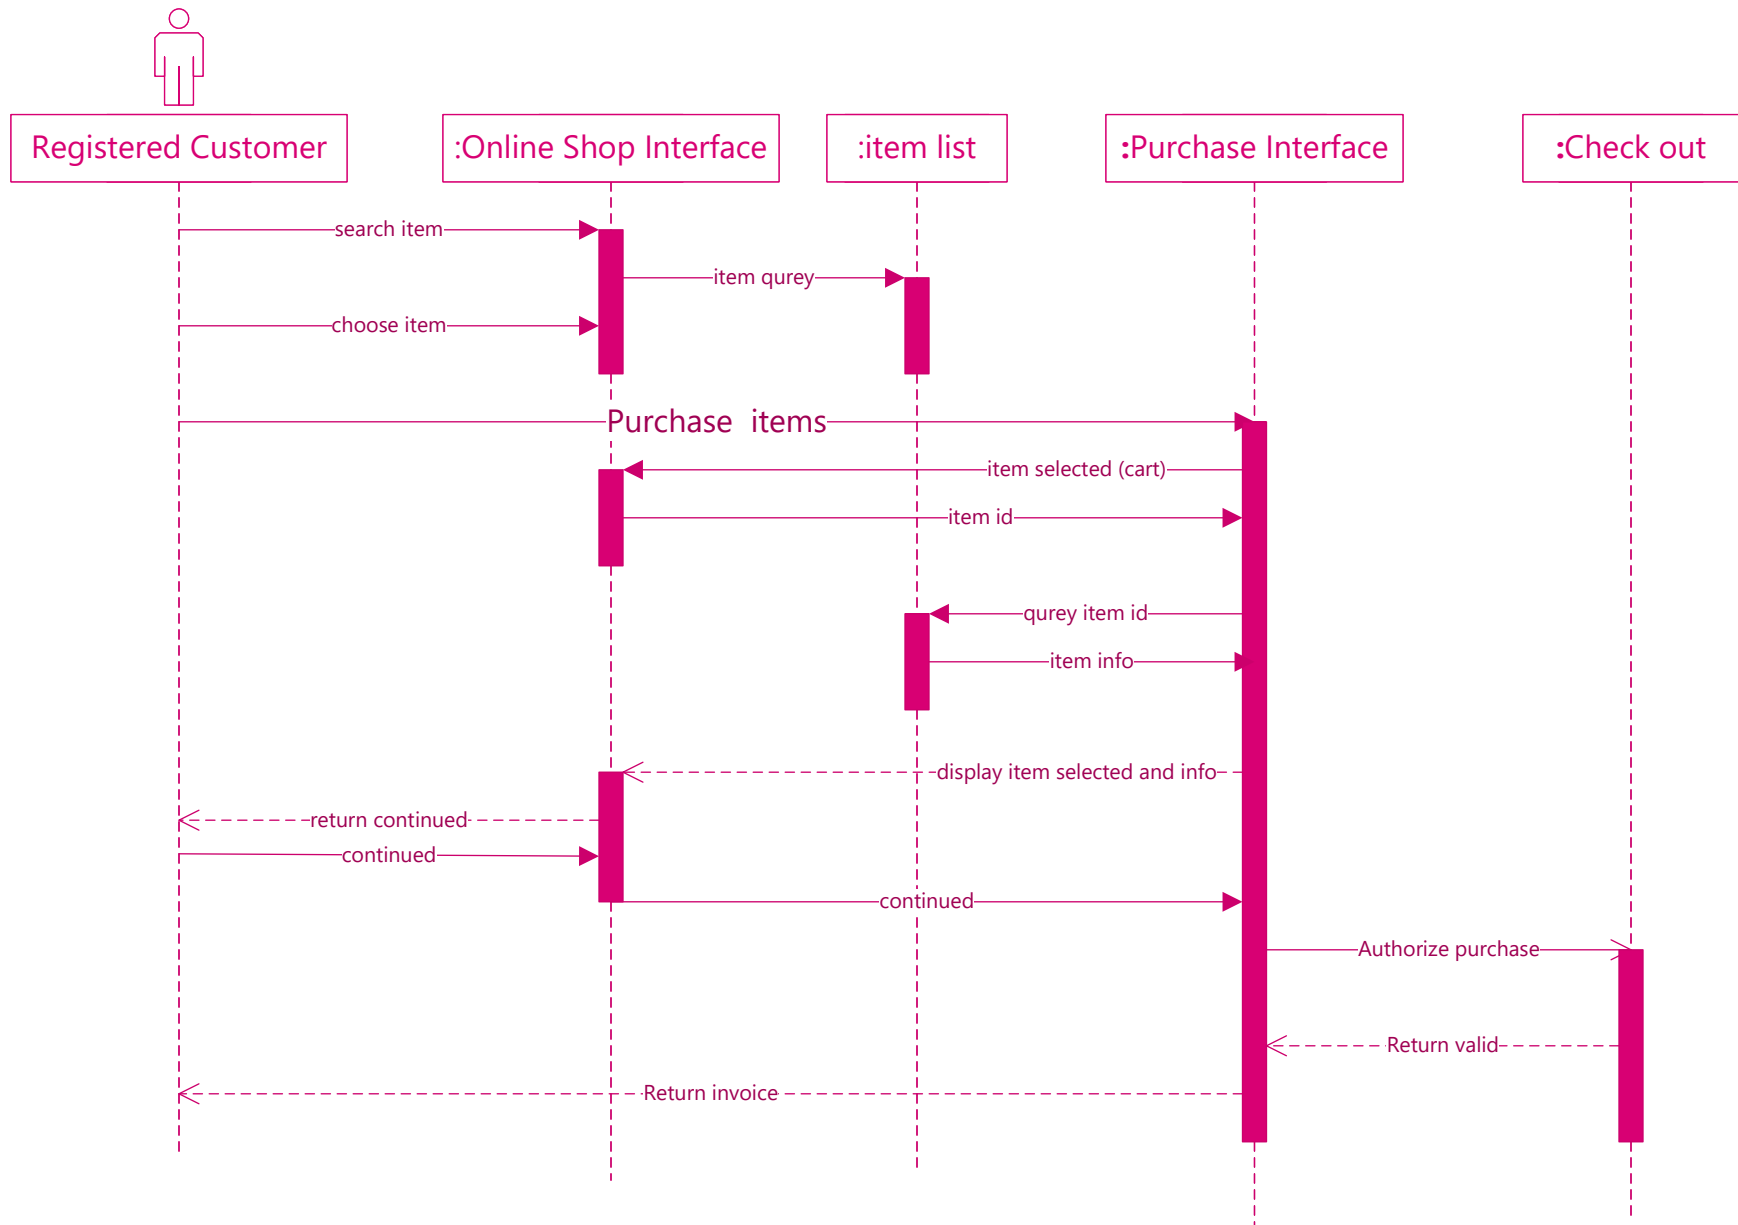 Registered Customer
:Online Shop Interface
:item list
:Purchase Interface
:Check out
search item
item qurey
choose item
Purchase  items
item selected (cart)
item id
qurey item id
item info
display item selected and info
return continued
continued
continued
Authorize purchase
Return valid
Return invoice